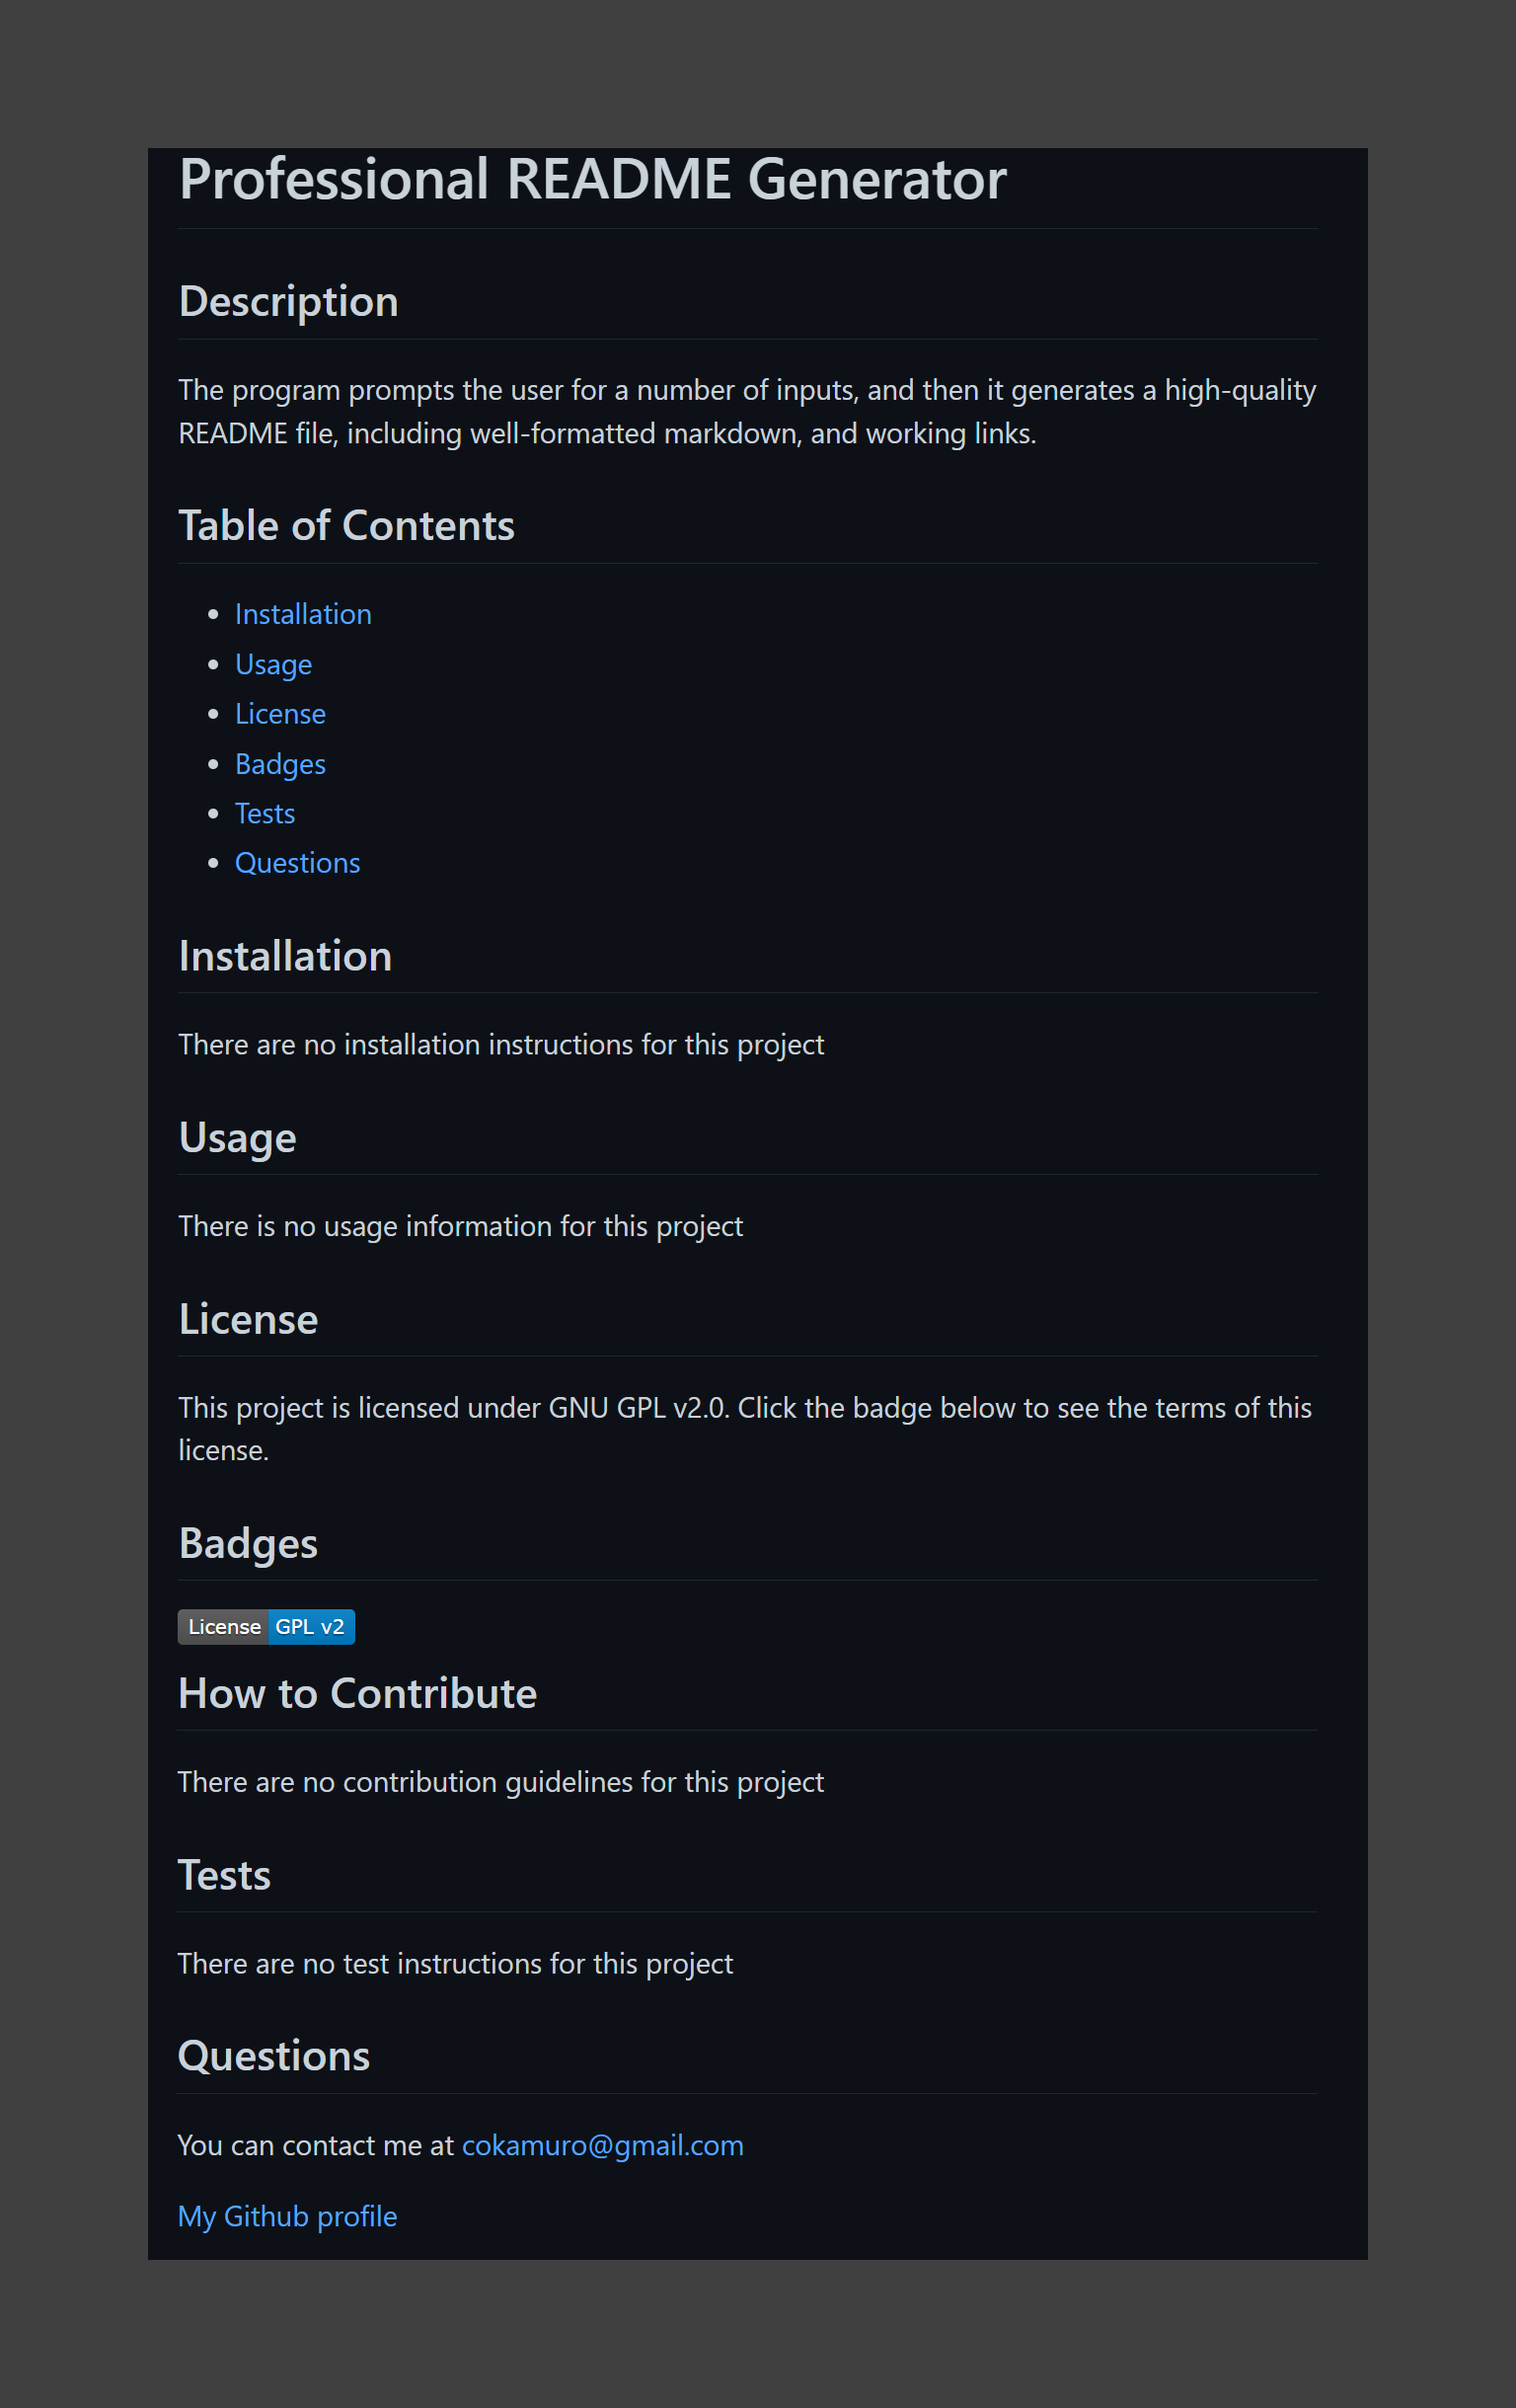 Professional README Generator
Description
The program prompts the user for a number of inputs, and then it generates a high-quality
README file, including well-formatted markdown, and working links.
Table of Contents
Installation
Usage
License
Badges
Tests
Questions
Installation
There are no installation instructions for this project
Usage
There is no usage information for this project
License
This project is licensed under GNU GPL v2.0. Click the badge below to see the terms of this
license.
Badges
License GPL v2
How to Contribute
There are no contribution guidelines for this project
Tests
There are no test instructions for this project
Questions
You can contact me at cokamuro@gmail.com
My Github profile